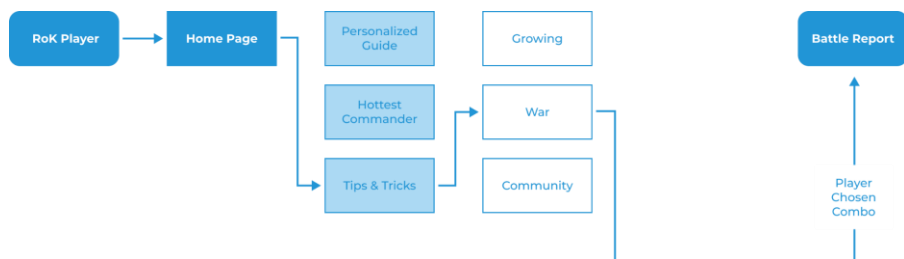 RoK Player
Home Page
Personalized
Guide
Growing
Battle Report
Hottest
Commander
War
Tips & Tricks
Community
Player
Chosen
Combo